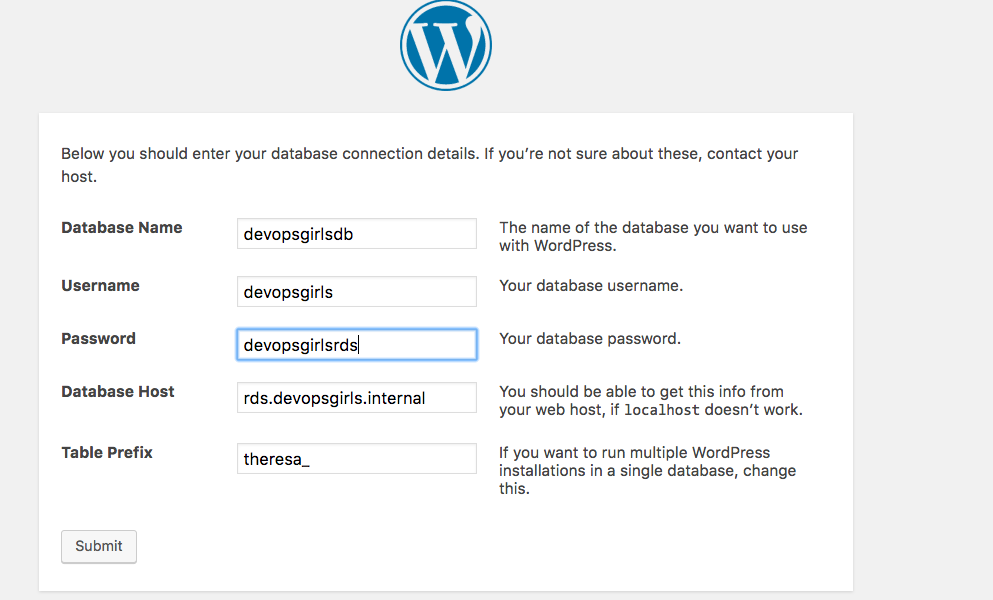 Below you should enter your database connection details. If you’re not sure about these, contact your
host.
Database Name
devopsgirlsdb
The name of the database you want to use
with WordPress.
Username
devopsgirls
Your database username.
Password
devopsgirlsrds
Your database password.
Database Host
rds.devopsgirls.internal
You should be able to get this info from
your web host, if localhost doesn’t work.
Table Prefix
theresa_
If you want to run multiple WordPress
installations in a single database, change
this.
Submit